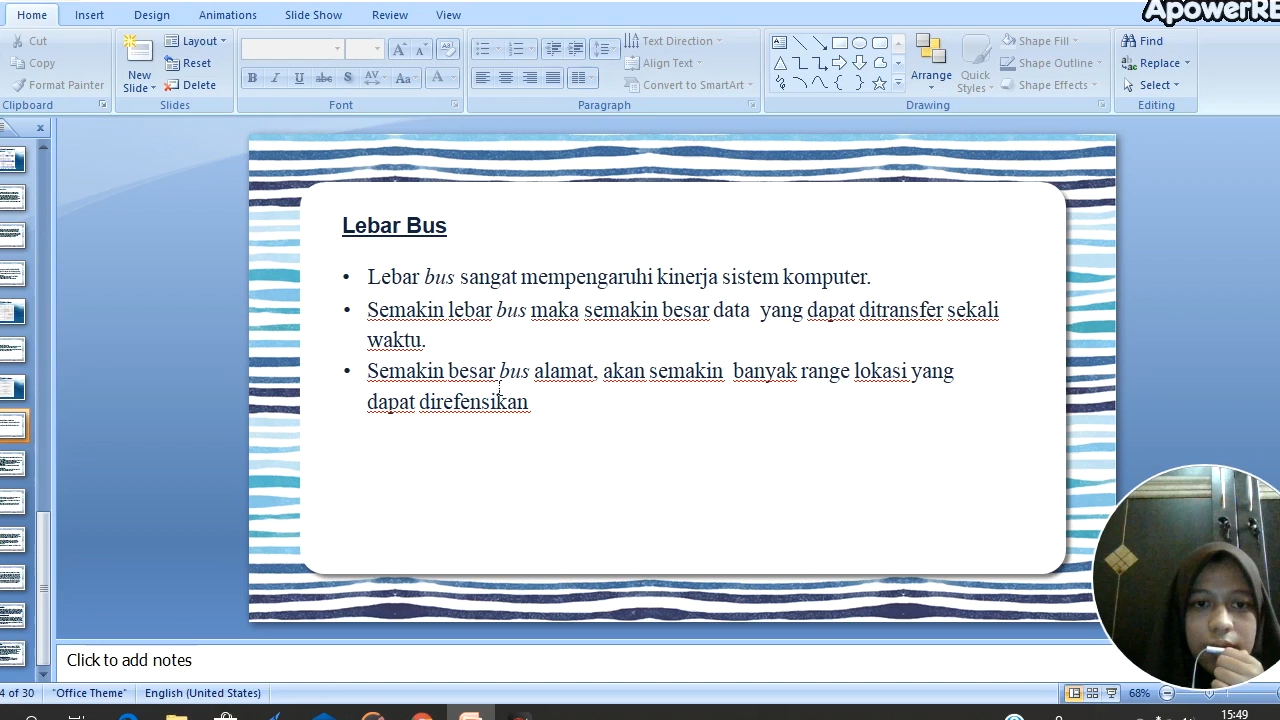 ApowerRE
Home Insert Design Animations Slide Show Review View
Cut
Copy
Format Painter
Clipboard
New
Slide
Layout
Reset
Delete
Slides
B I U abc S AV Aa A
Font
Text Direction
Align Text
Convert to SmartArt
Paragraph
Arrange
Quick
Styles
Shape Fill
Shape Outline
Shape Effects
Drawing
Find
Replace
Select
Editing
Lebar Bus
• Lebar bus sangat mempengaruhi kinerja sistem komputer.
• Semakin lebar bus maka semakin besar data yang dapat ditransfer sekali
waktu.
• Semakin besar bus alamat, akan semakin banyak range lokasi yang
dapat direfensikan
Click to add notes
4 of 30 "Office Theme" English (United States) 68%
15:49